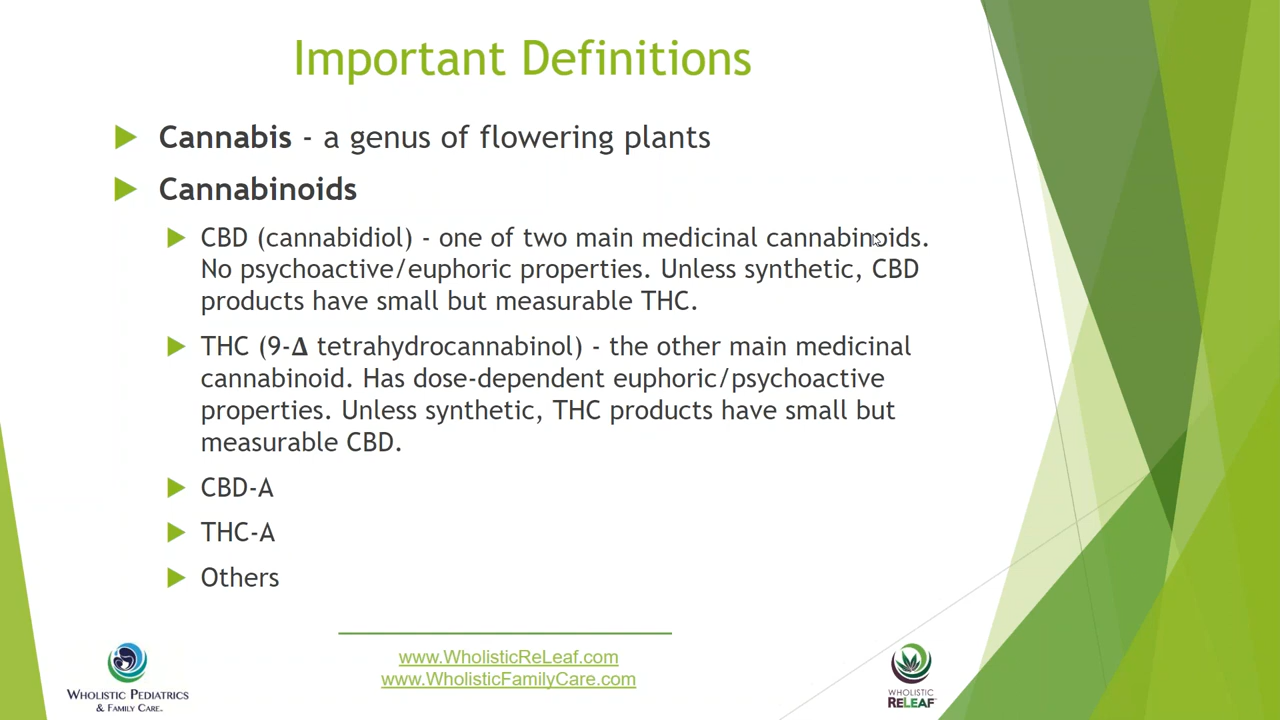 Important Definitions
Cannabis - a genus of flowering plants
Cannabinoids
CBD (cannabidiol) - one of two main medicinal cannabinoids.
No psychoactive/euphoric properties. Unless synthetic, CBD
products have small but measurable THC.
THC (9-Δ tetrahydrocannabinol) - the other main medicinal
cannabinoid. Has dose-dependent euphoric/psychoactive
properties. Unless synthetic, THC products have small but
measurable CBD.
CBD-A
THC-A
Others
www.WholisticReLeaf.com
www.WholisticFamilyCare.com
WHOLISTIC PEDIATRICS
& FAMILY CARE.
WHOLISTIC
RELEAF